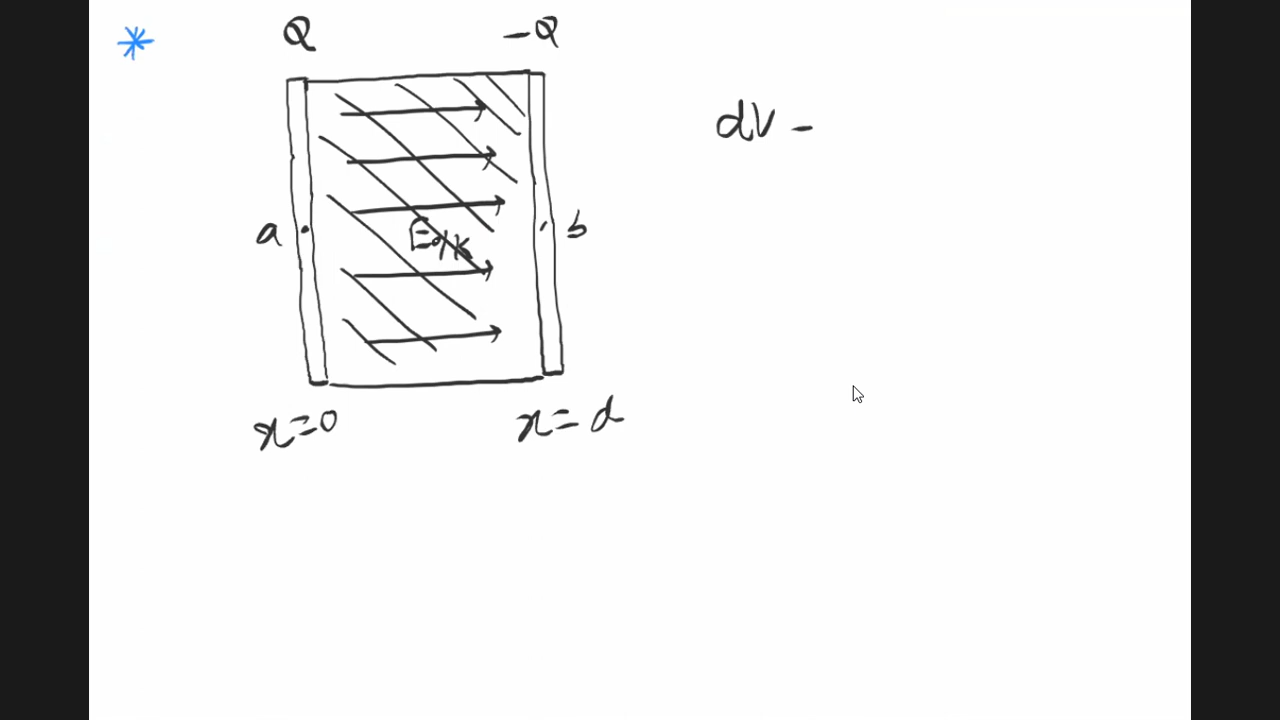 *
Q -Q
dV -
a E₀/K b
x=0 x=d